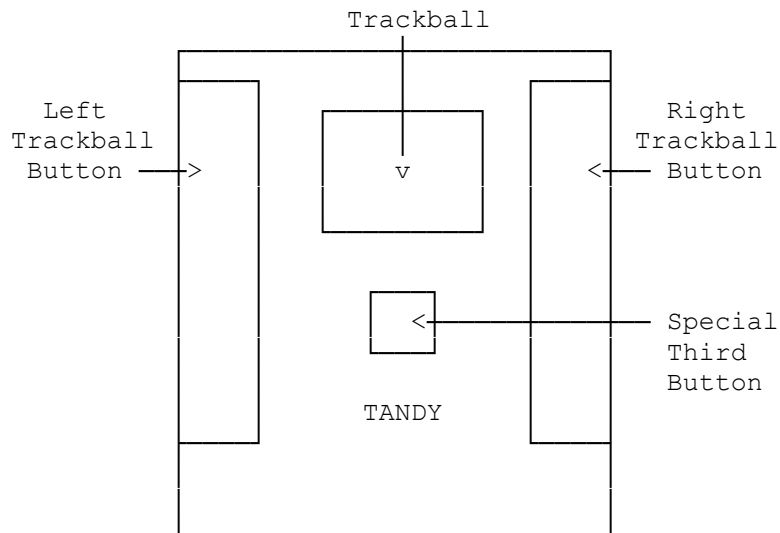 Trackball
Left
Trackball
Button
Right
Trackball
Button
Special
Third
Button
TANDY